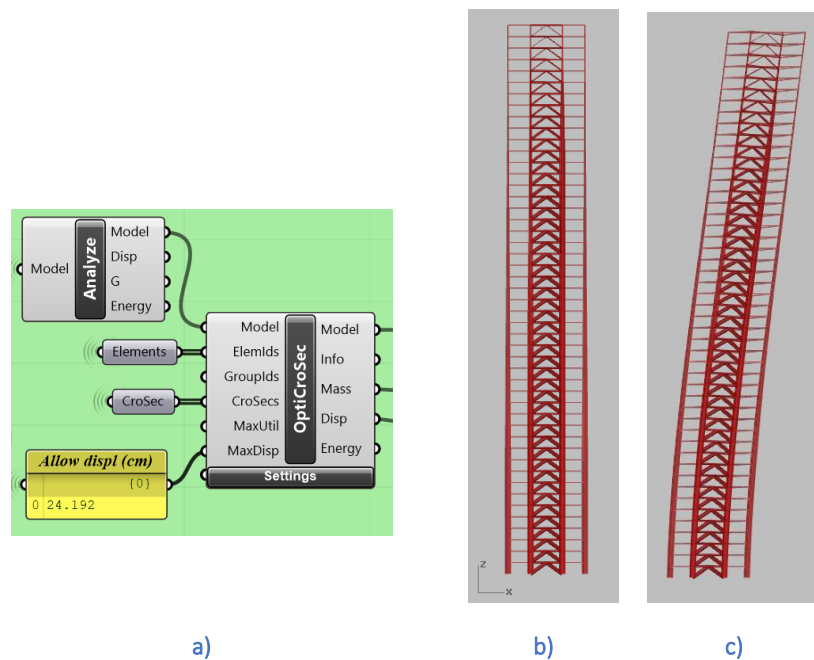 Model
Analyze
Model
Disp
G
Energy
Elements
CroSec
Allow displ (cm)
{0}
0 24.192
Model
ElemIds
GroupIds
CroSecs
MaxUtil
MaxDisp
OptiCroSec
Model
Info
Mass
Disp
Energy
Settings
z
x
a)
b)
c)